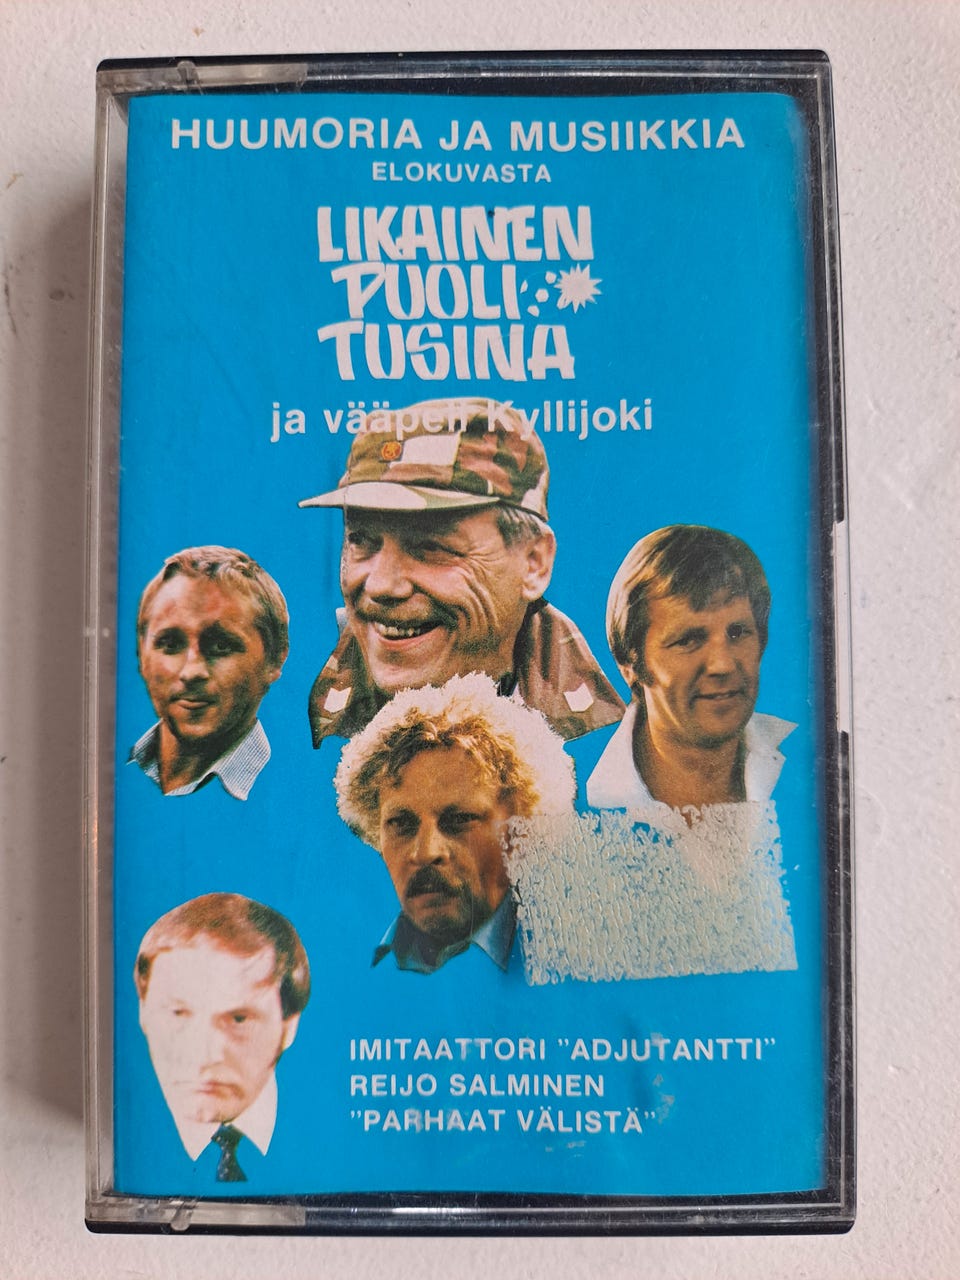 HUUMORIA JA MUSIIKKIA
ELOKUVASTA
LIKAINEN
PUOLI
TUSINA
ja vääpeli Kyllijoki
IMITAATTORI "ADJUTANTTI"
REIJO SALMINEN
"PARHAAT VÄLISTÄ"